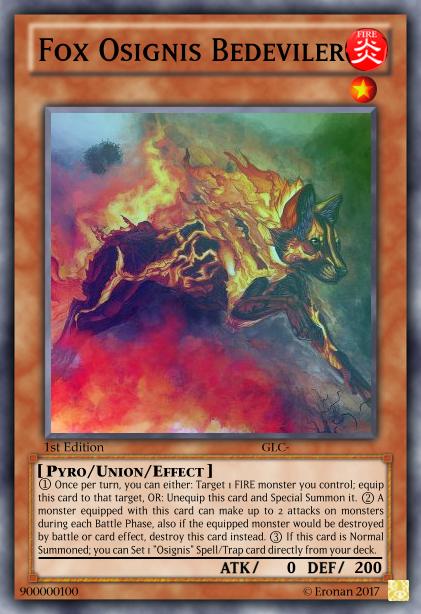 Fox Osignis Bedeviler
FIRE
炎
1st Edition
GLC-
[ Pyro/Union/Effect ]
① Once per turn, you can either: Target 1 FIRE monster you control; equip
this card to that target, OR: Unequip this card and Special Summon it. ② A
monster equipped with this card can make up to 2 attacks on monsters
during each Battle Phase, also if the equipped monster would be destroyed
by battle or card effect, destroy this card instead. ③ If this card is Normal
Summoned; you can Set 1 "Osignis" Spell/Trap card directly from your deck.
ATK/ 0 DEF/ 200
900000100
© Eronan 2017